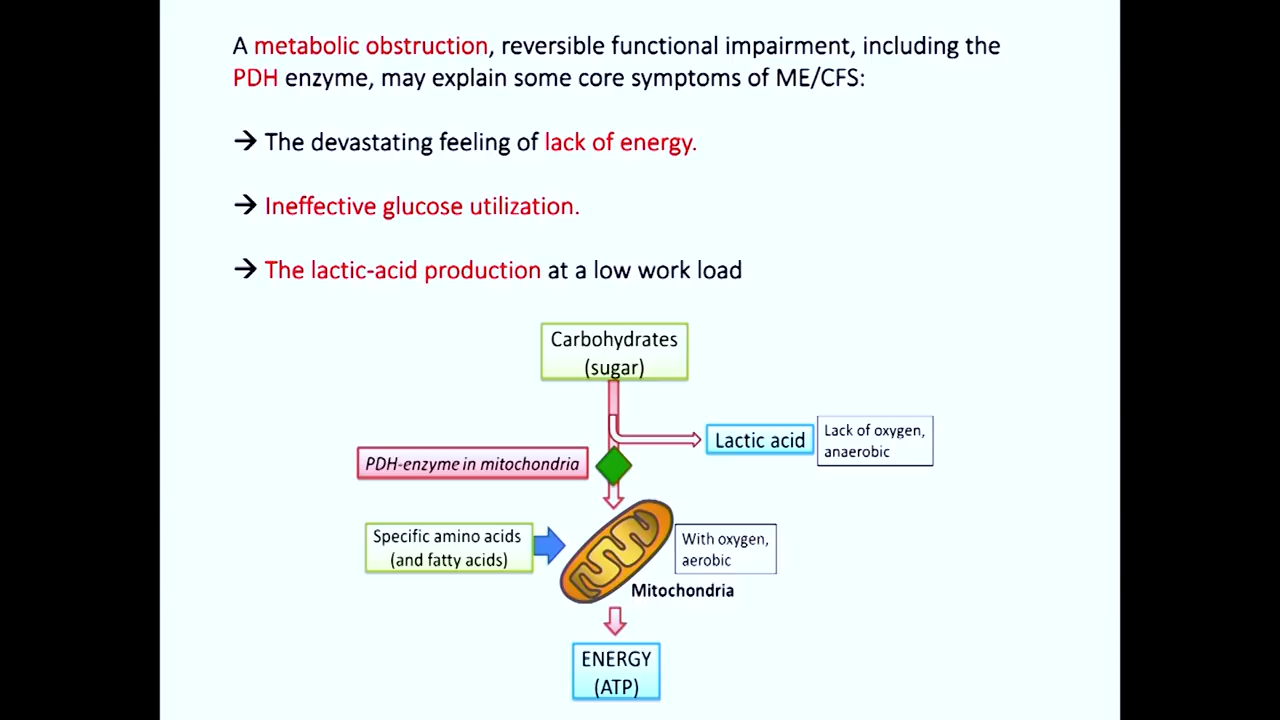 A metabolic obstruction, reversible functional impairment, including the
PDH enzyme, may explain some core symptoms of ME/CFS:
→ The devastating feeling of lack of energy.
→ Ineffective glucose utilization.
→ The lactic-acid production at a low work load
Carbohydrates
(sugar)
Lactic acid
Lack of oxygen,
anaerobic
PDH-enzyme in mitochondria
Specific amino acids
(and fatty acids)
With oxygen,
aerobic
Mitochondria
ENERGY
(ATP)